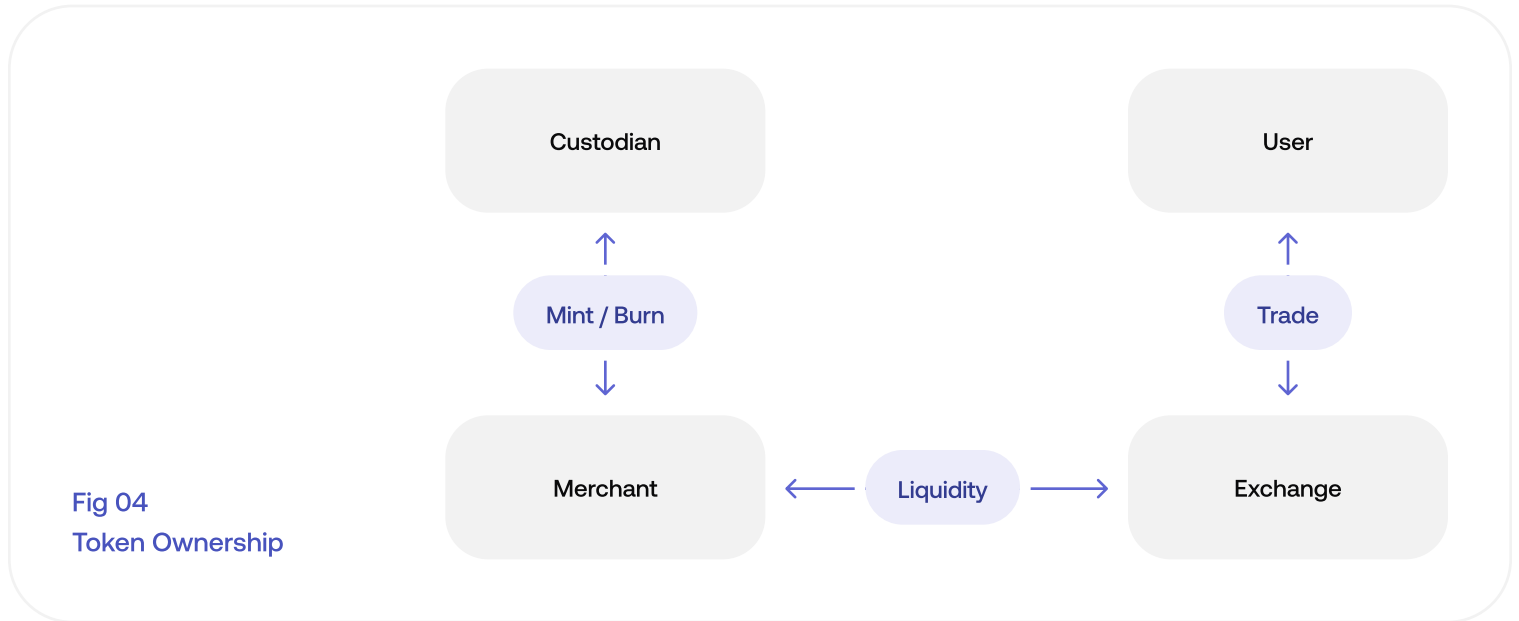 Custodian
User
Mint / Burn
Trade
Merchant
Liquidity
Exchange
Fig 04
Token Ownership